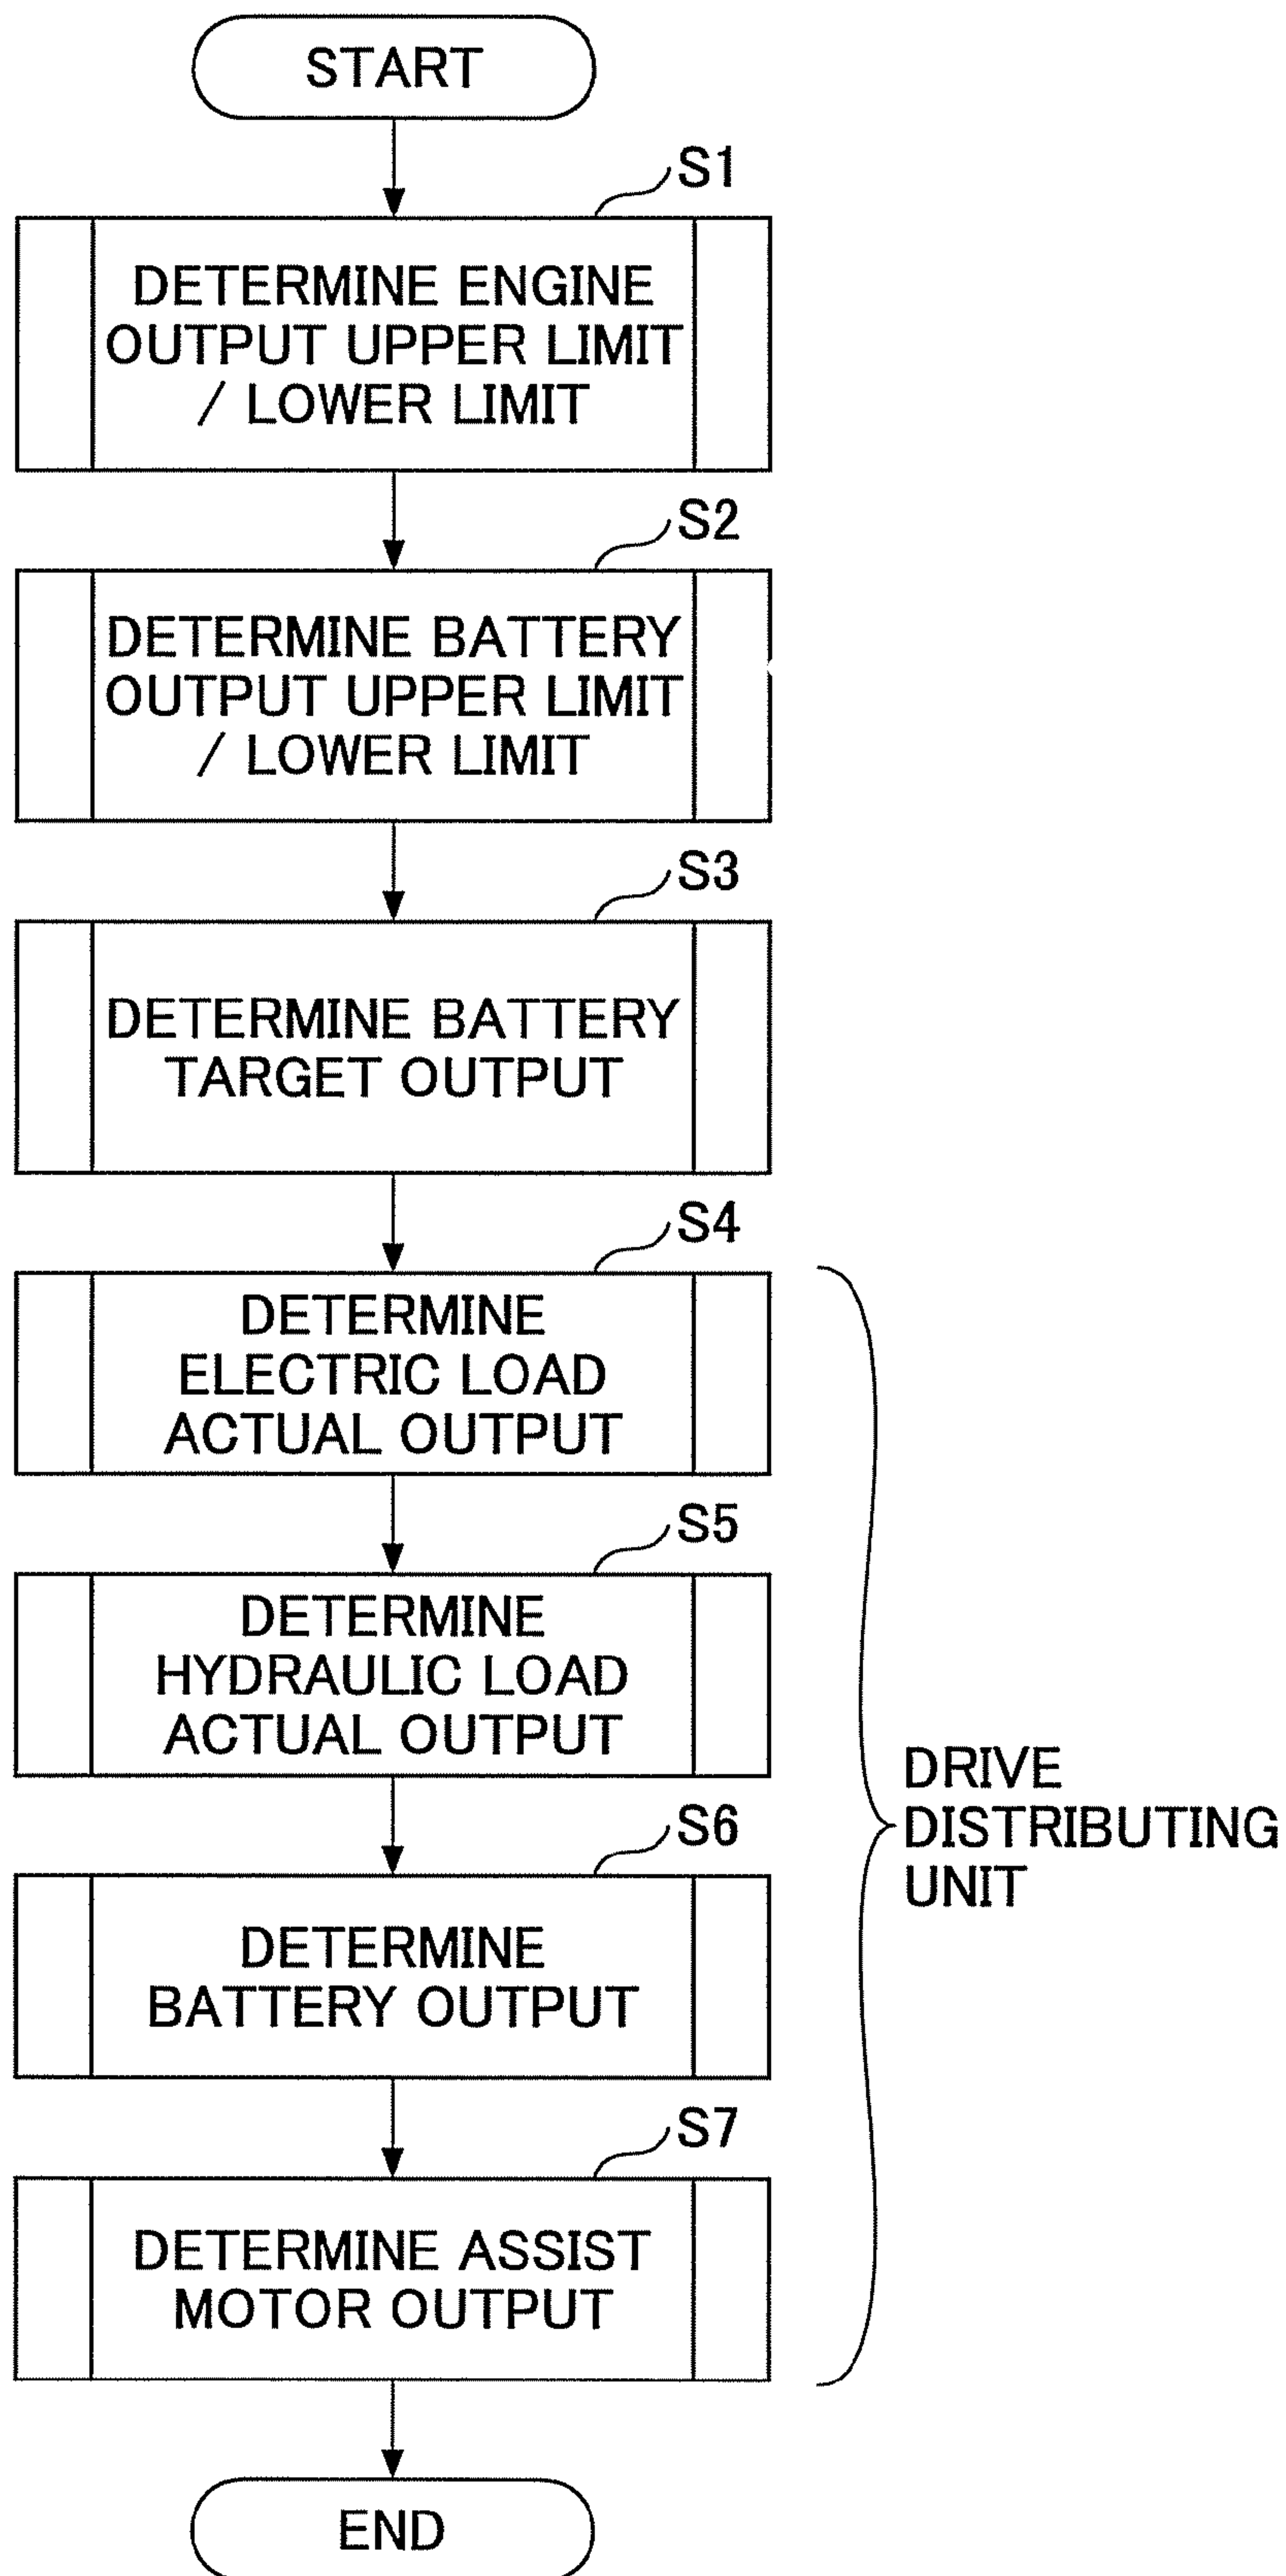 START
S1
DETERMINE ENGINE
OUTPUT UPPER LIMIT
/ LOWER LIMIT
S2
DETERMINE BATTERY
OUTPUT UPPER LIMIT
/ LOWER LIMIT
S3
DETERMINE BATTERY
TARGET OUTPUT
S4
DETERMINE
ELECTRIC LOAD
ACTUAL OUTPUT
S5
DETERMINE
HYDRAULIC LOAD
ACTUAL OUTPUT
DRIVE
DISTRIBUTING
UNIT
S6
DETERMINE
BATTERY OUTPUT
S7
DETERMINE ASSIST
MOTOR OUTPUT
END